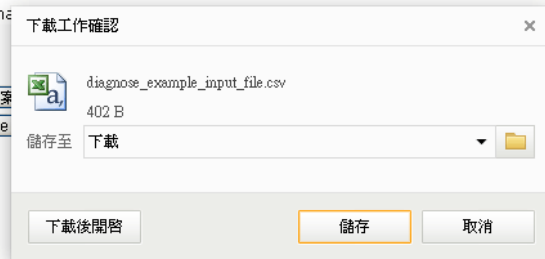 下載工作確認
diagnose_example_input_file.csv
402 B
儲存至 下載
下載後開啓 儲存 取消